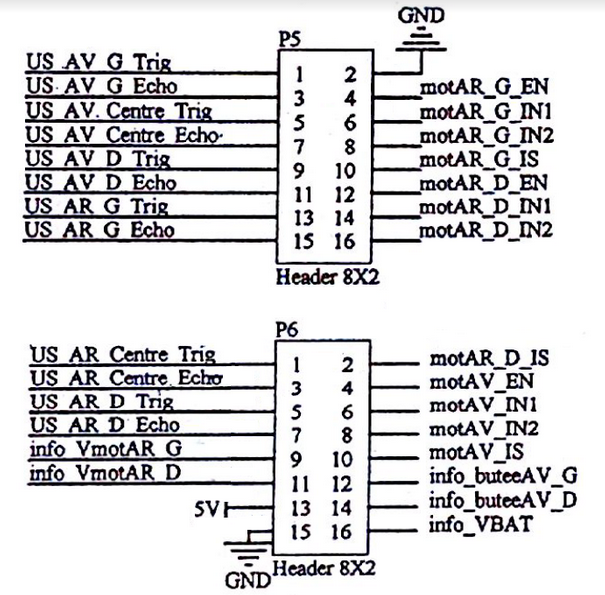 GND
P5
US AV G Trig 1 2
US AV G Echo 3 4 motAR_G_EN
US AV Centre Trig 5 6 motAR_G_IN1
US AV Centre Echo 7 8 motAR_G_IN2
US AV D Trig 9 10 motAR_G_IS
US AV D Echo 11 12 motAR_D_EN
US AR G Trig 13 14 motAR_D_IN1
US AR G Echo 15 16 motAR_D_IN2
Header 8X2
P6
US AR Centre Trig 1 2 motAR_D_IS
US AR Centre Echo 3 4 motAV_EN
US AR D Trig 5 6 motAV_IN1
US AR D Echo 7 8 motAV_IN2
info VmotAR G 9 10 motAV_IS
info VmotAR D 11 12 info_buteeAV_G
5V 13 14 info_buteeAV_D
15 16 info_VBAT
GND Header 8X2